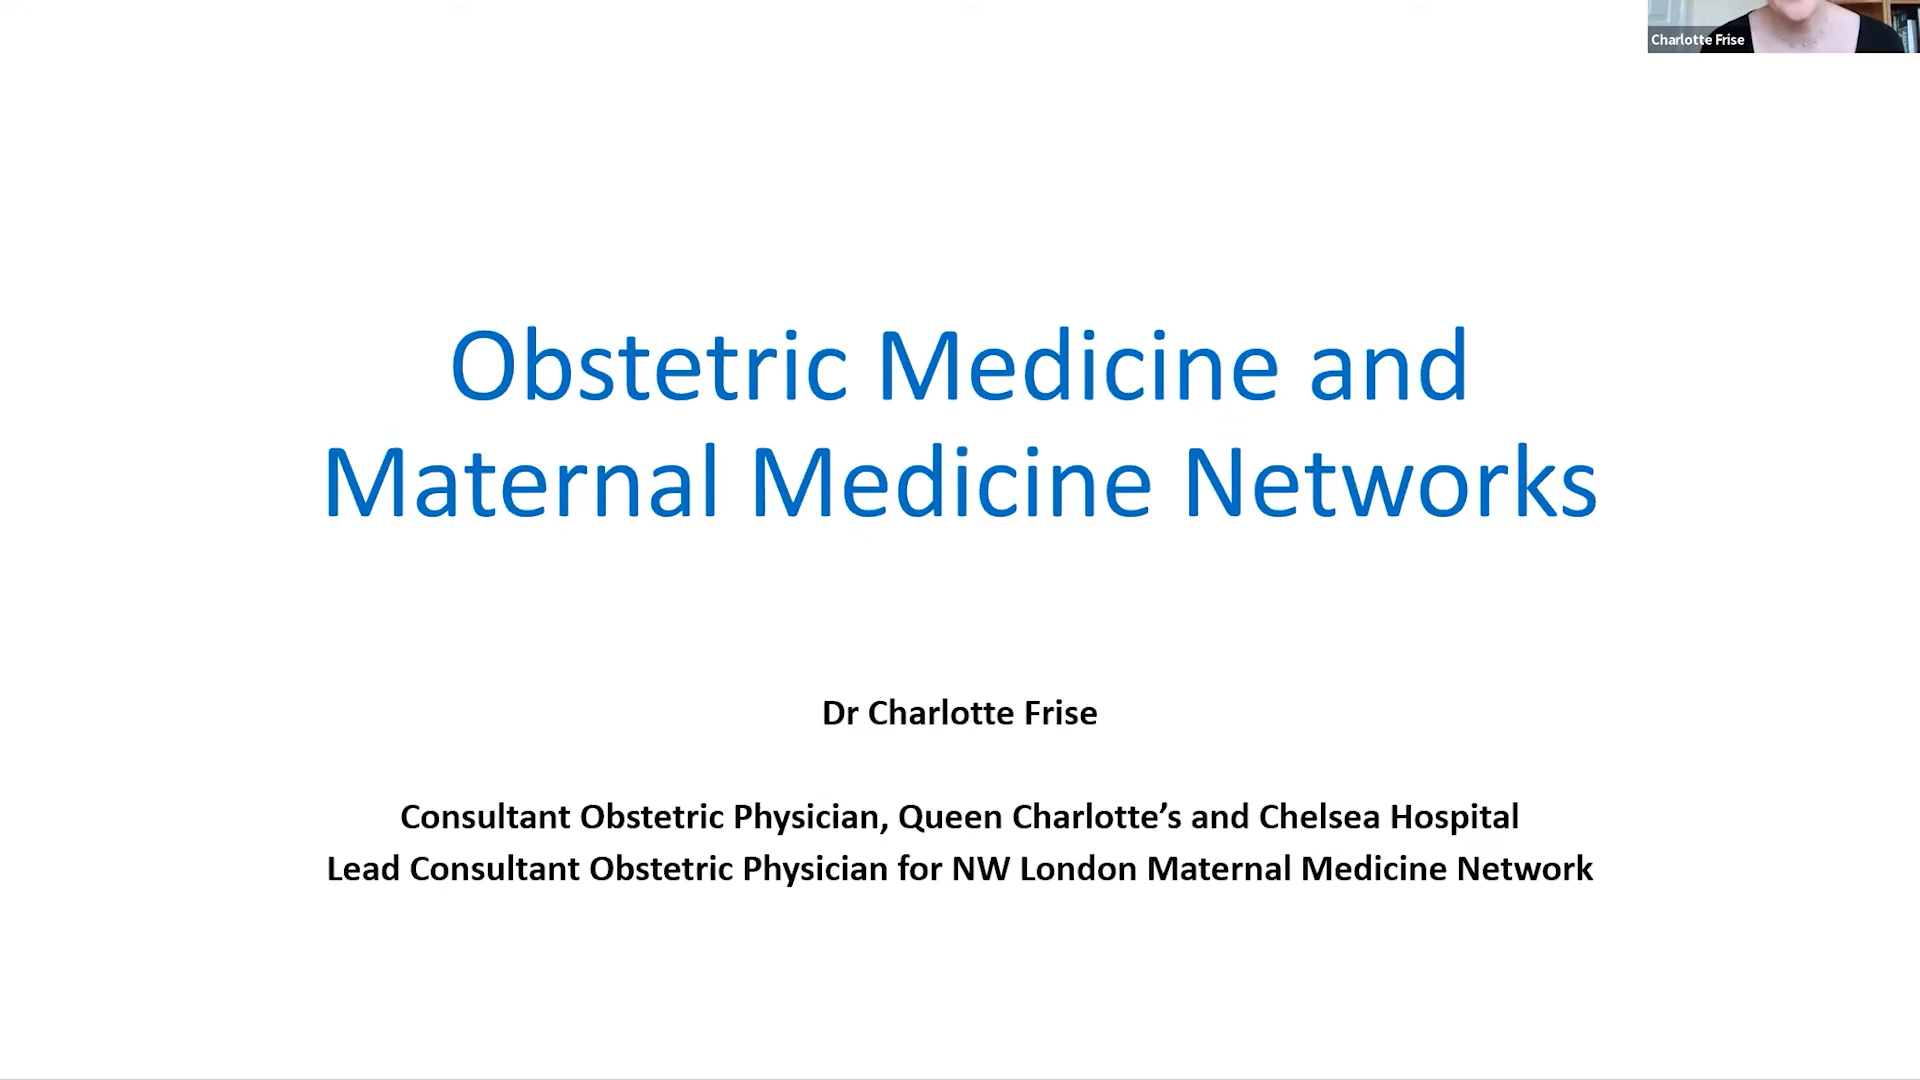 Charlotte Frise
Obstetric Medicine and
Maternal Medicine Networks
Dr Charlotte Frise
Consultant Obstetric Physician, Queen Charlotte’s and Chelsea Hospital
Lead Consultant Obstetric Physician for NW London Maternal Medicine Network